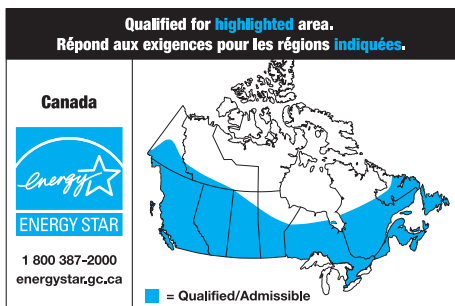 Qualified for highlighted area.
Répond aux exigences pour les régions indiquées.
Canada
energy
ENERGY STAR
1 800 387-2000
energystar.gc.ca
= Qualified/Admissible